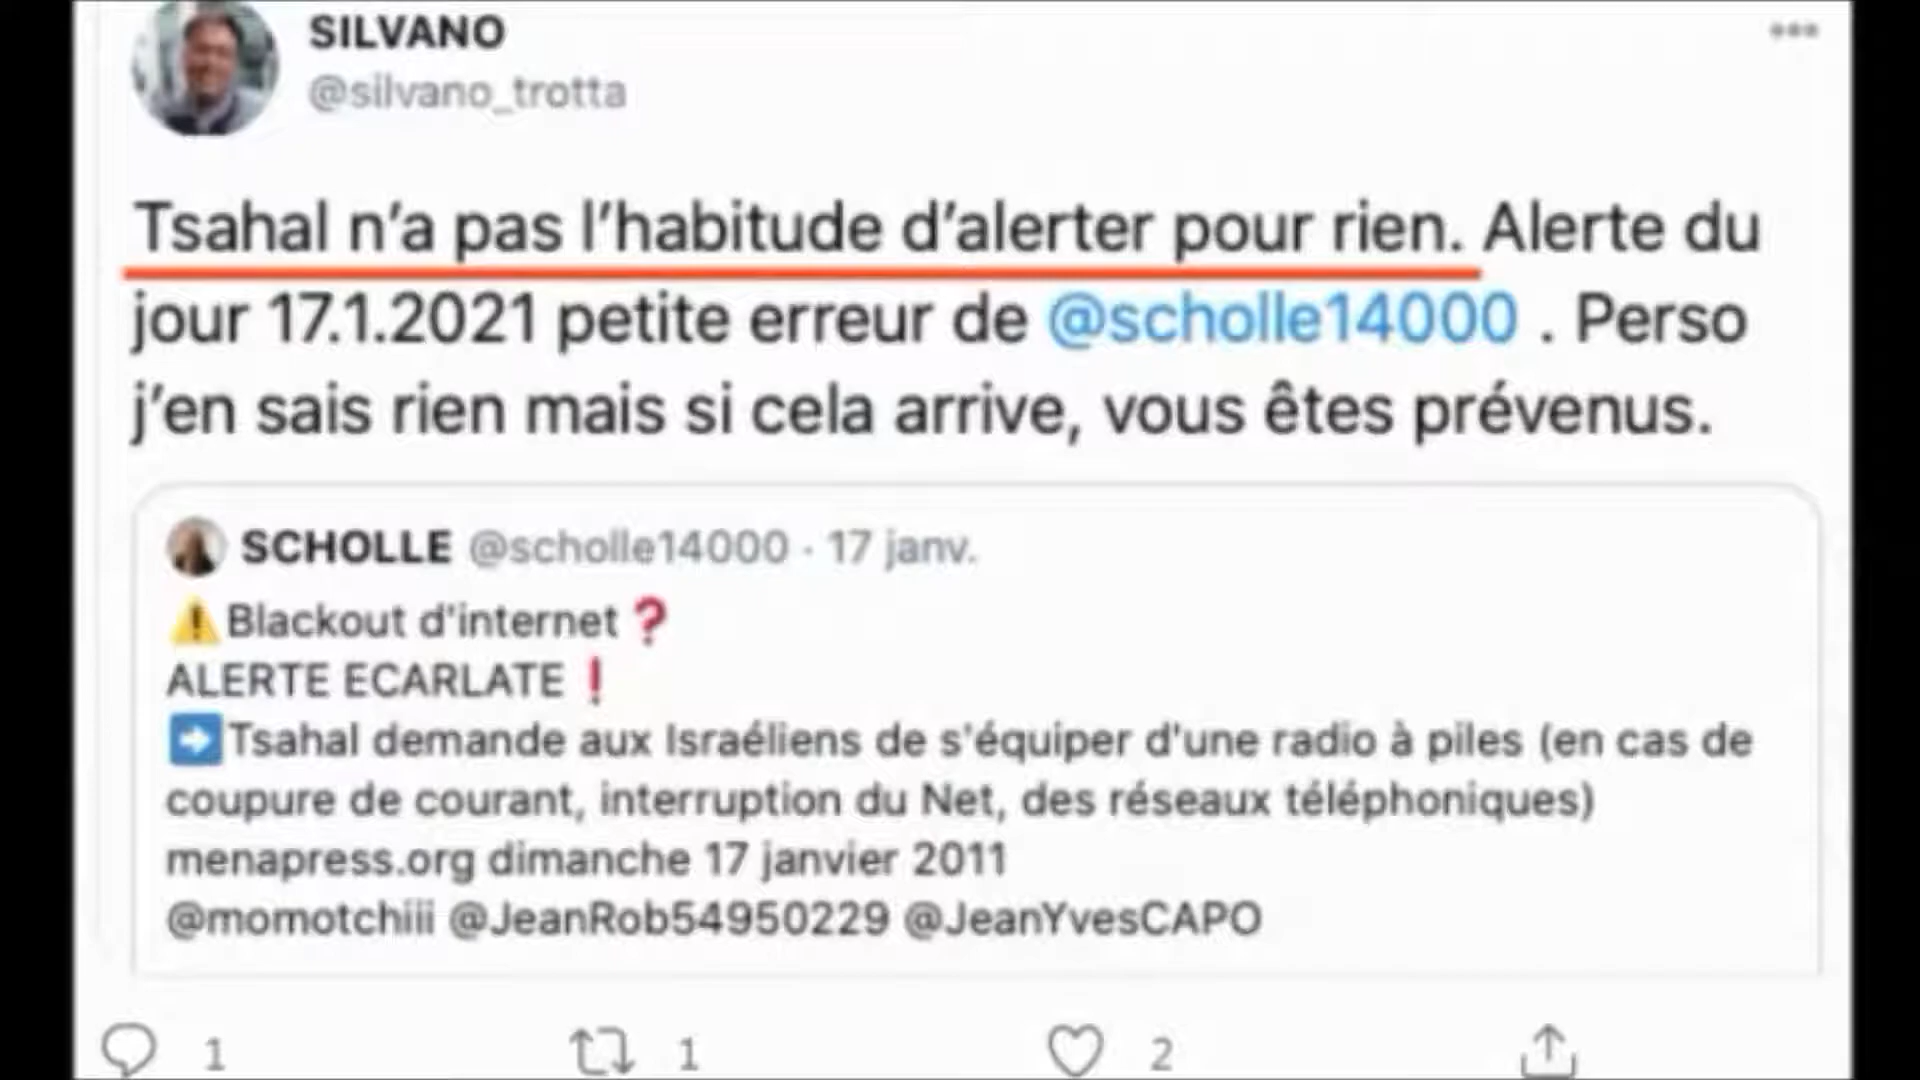 SILVANO
@silvano_trotta
Tsahal n'a pas l'habitude d'alerter pour rien. Alerte du
jour 17.1.2021 petite erreur de @scholle14000 . Perso
j'en sais rien mais si cela arrive, vous êtes prévenus.
SCHOLLE @scholle14000 · 17 janv.
⚠️Blackout d'internet❓
ALERTE ECARLATE❗
➡️Tsahal demande aux Israéliens de s'équiper d'une radio à piles (en cas de
coupure de courant, interruption du Net, des réseaux téléphoniques)
menapress.org dimanche 17 janvier 2011
@momotchiii @JeanRob54950229 @JeanYvesCAPO
1 1 2